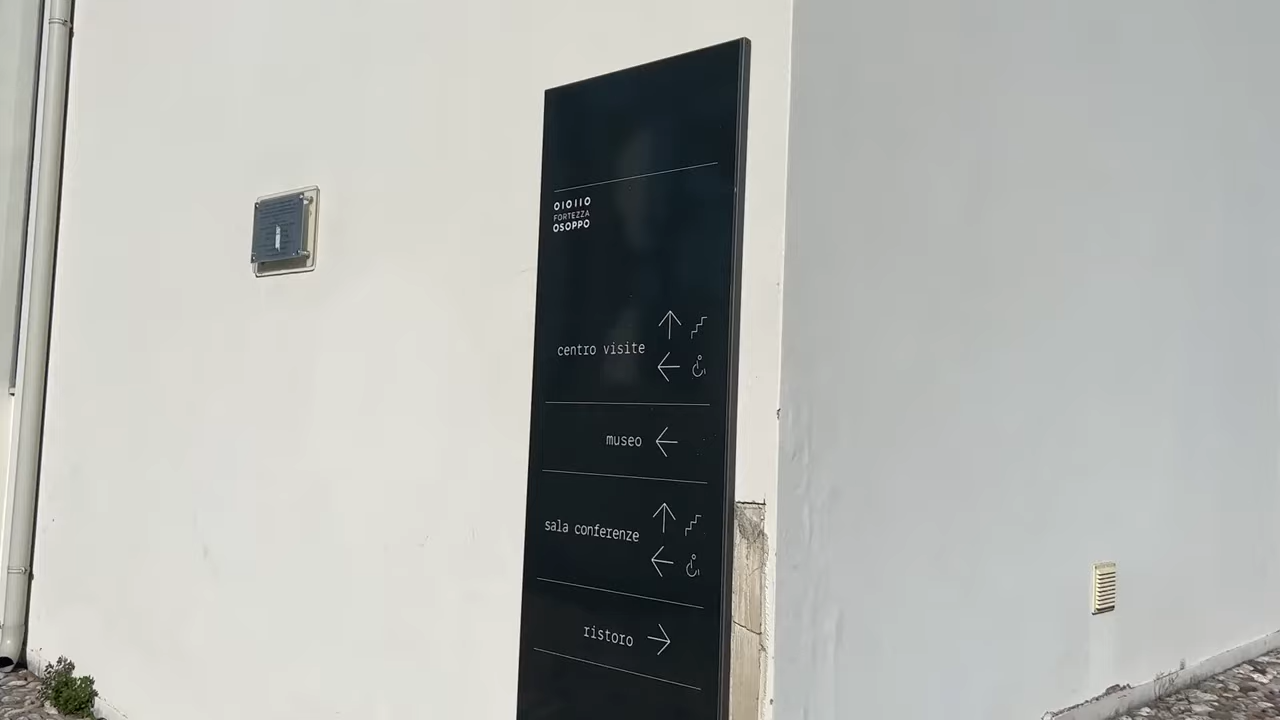 OIOIIO
FORTEZZA
OSOPPO
centro visite
museo
sala conferenze
ristoro